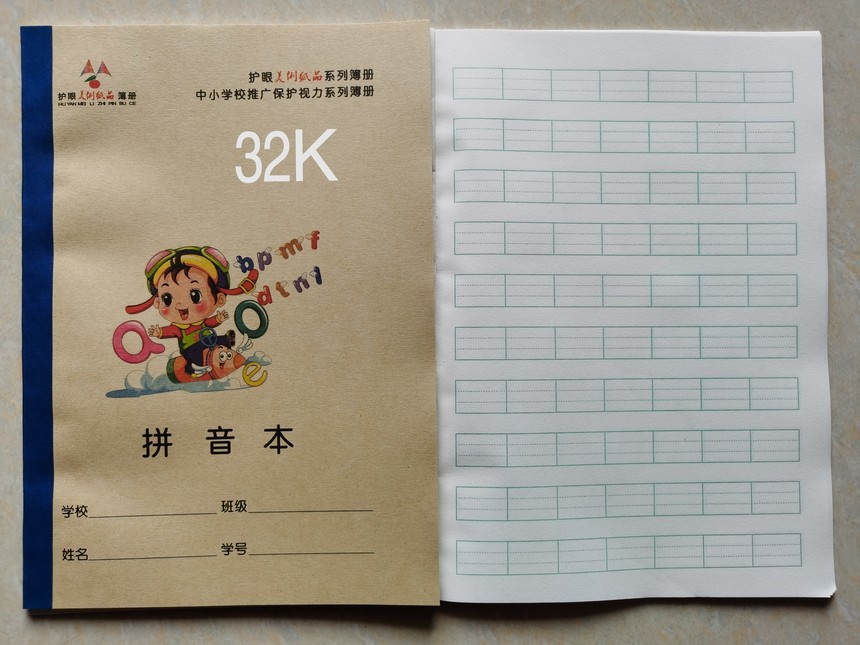 护眼美俐纸品簿册
HU YAN MEI LI ZHI PIN BU CE
护眼美俐纸品系列簿册
中小学校推广保护视力系列簿册
32K
b p m f
d t n l
a o e
拼音本
学校 班级
姓名 学号